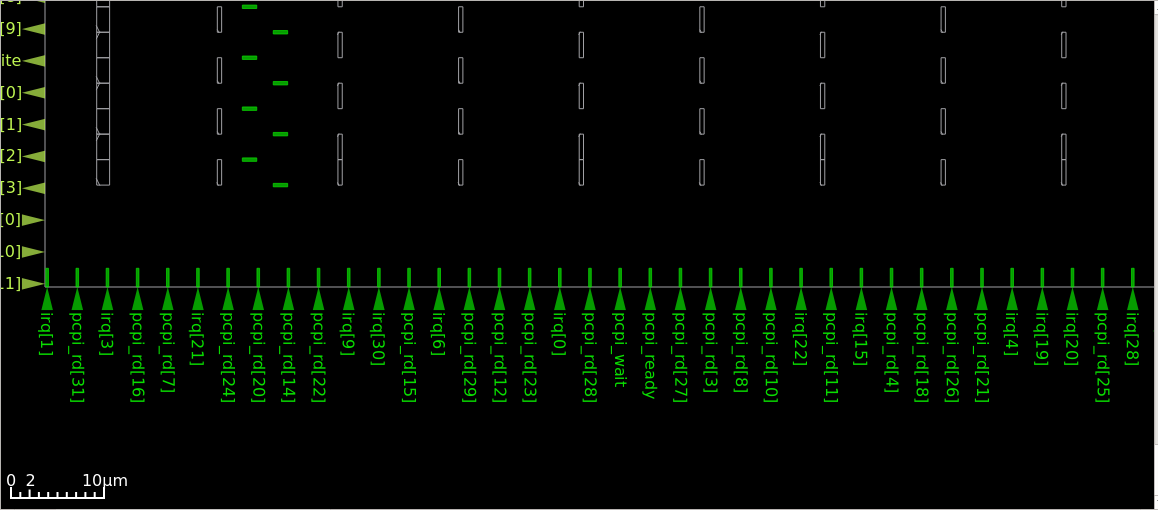 [9]
ite
[0]
[1]
[2]
[3]
[0]
.0]
.1]
irq[1]
pcpi_rd[31]
irq[3]
pcpi_rd[16]
pcpi_rd[7]
irq[21]
pcpi_rd[24]
pcpi_rd[20]
pcpi_rd[14]
pcpi_rd[22]
irq[9]
irq[30]
pcpi_rd[15]
irq[6]
pcpi_rd[29]
pcpi_rd[12]
pcpi_rd[23]
irq[0]
pcpi_rd[28]
pcpi_wait
pcpi_ready
pcpi_rd[27]
pcpi_rd[3]
pcpi_rd[8]
pcpi_rd[10]
irq[22]
pcpi_rd[11]
irq[15]
pcpi_rd[4]
pcpi_rd[18]
pcpi_rd[26]
pcpi_rd[21]
irq[4]
irq[19]
irq[20]
pcpi_rd[25]
irq[28]
0 2 10μm